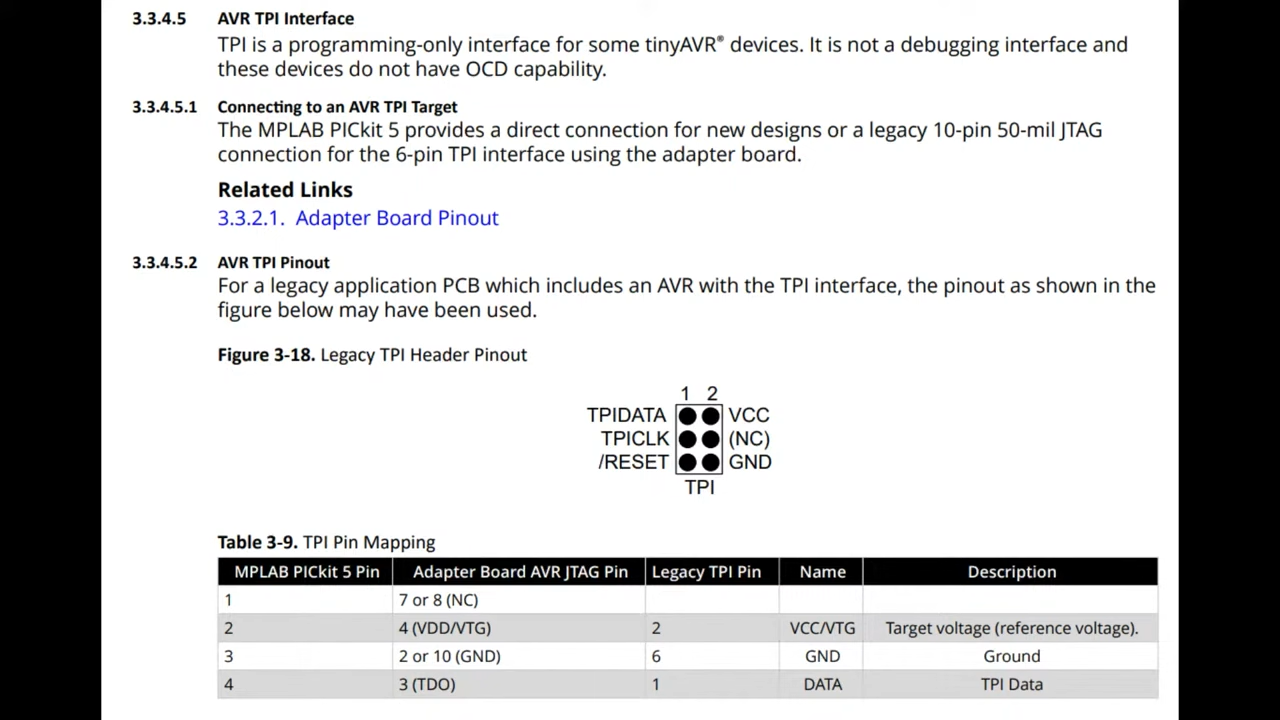 3.3.4.5 AVR TPI Interface
TPI is a programming-only interface for some tinyAVR® devices. It is not a debugging interface and
these devices do not have OCD capability.
3.3.4.5.1 Connecting to an AVR TPI Target
The MPLAB PICkit 5 provides a direct connection for new designs or a legacy 10-pin 50-mil JTAG
connection for the 6-pin TPI interface using the adapter board.
Related Links
3.3.2.1. Adapter Board Pinout
3.3.4.5.2 AVR TPI Pinout
For a legacy application PCB which includes an AVR with the TPI interface, the pinout as shown in the
figure below may have been used.
Figure 3-18. Legacy TPI Header Pinout
1 2
TPIDATA VCC
TPICLK (NC)
/RESET GND
TPI
Table 3-9. TPI Pin Mapping
MPLAB PICkit 5 Pin Adapter Board AVR JTAG Pin Legacy TPI Pin Name Description
1 7 or 8 (NC)
2 4 (VDD/VTG) 2 VCC/VTG Target voltage (reference voltage).
3 2 or 10 (GND) 6 GND Ground
4 3 (TDO) 1 DATA TPI Data